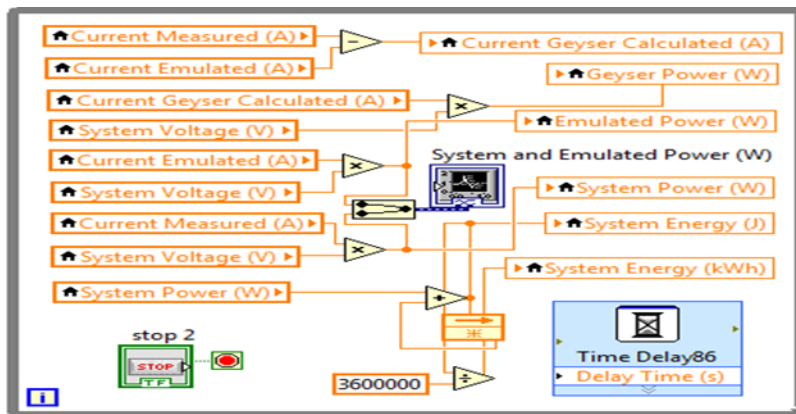 Current Measured (A)
Current Emulated (A)
Current Geyser Calculated (A)
Current Geyser Calculated (A)
Geyser Power (W)
System Voltage (V)
Emulated Power (W)
Current Emulated (A)
System and Emulated Power (W)
System Voltage (V)
System Power (W)
Current Measured (A)
System Energy (J)
System Voltage (V)
System Energy (kWh)
System Power (W)
stop 2
STOP
TF
3600000
Time Delay86
Delay Time (s)
i